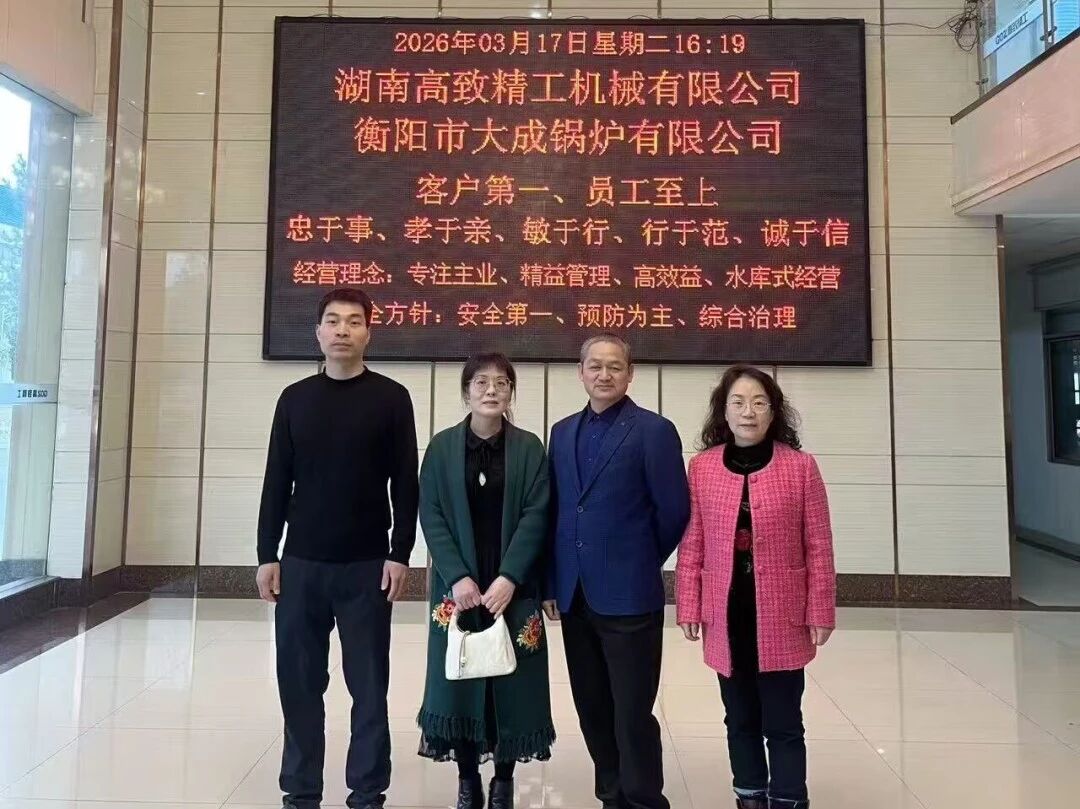 2026年03月17日星期二16:19
湖南高致精工机械有限公司
衡阳市大成锅炉有限公司
客户第一、员工至上
忠于事、孝于亲、敏于行、行于范、诚于信
经营理念：专注主业、精益管理、高效益、水库式经营
全方针：安全第一、预防为主、综合治理